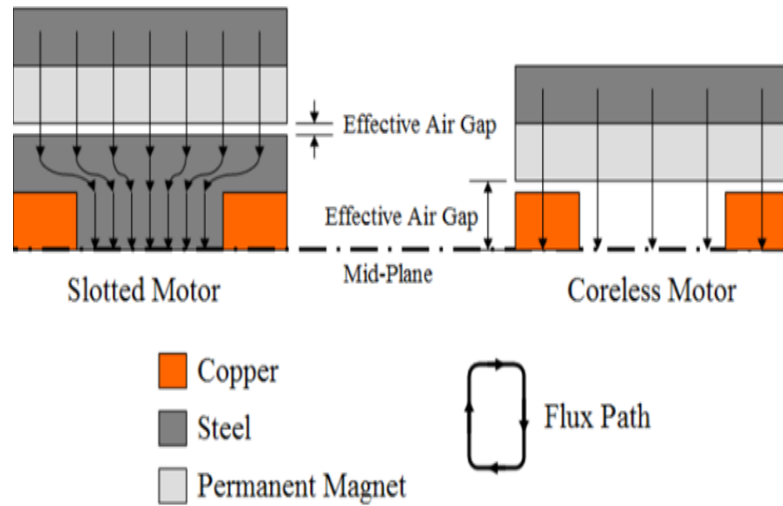 Effective Air Gap
Effective Air Gap
Mid-Plane
Slotted Motor
Coreless Motor
Copper
Steel
Permanent Magnet
Flux Path